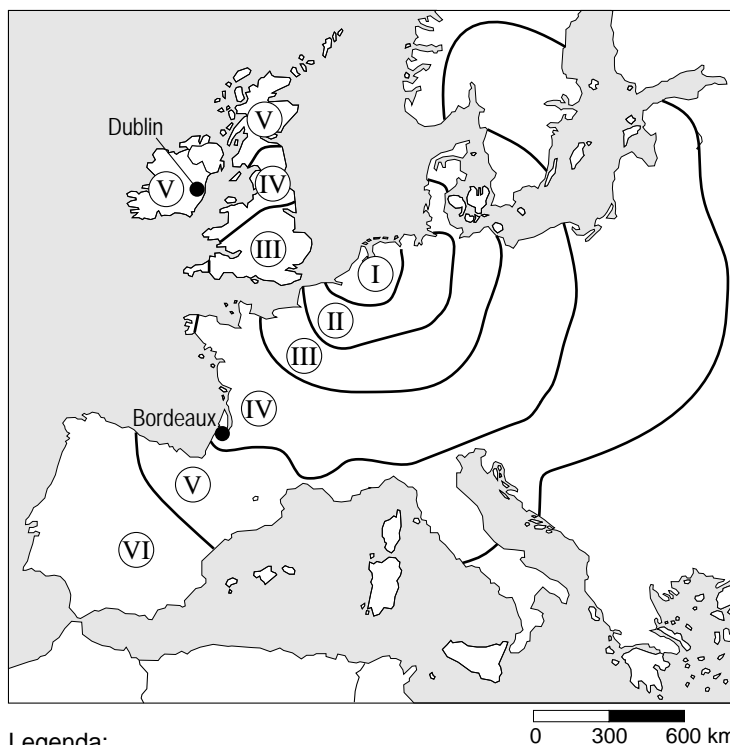 V
Dublin
V
IV
III
I
II
III
Bordeaux
IV
V
VI
Legenda:
0 300 600 km